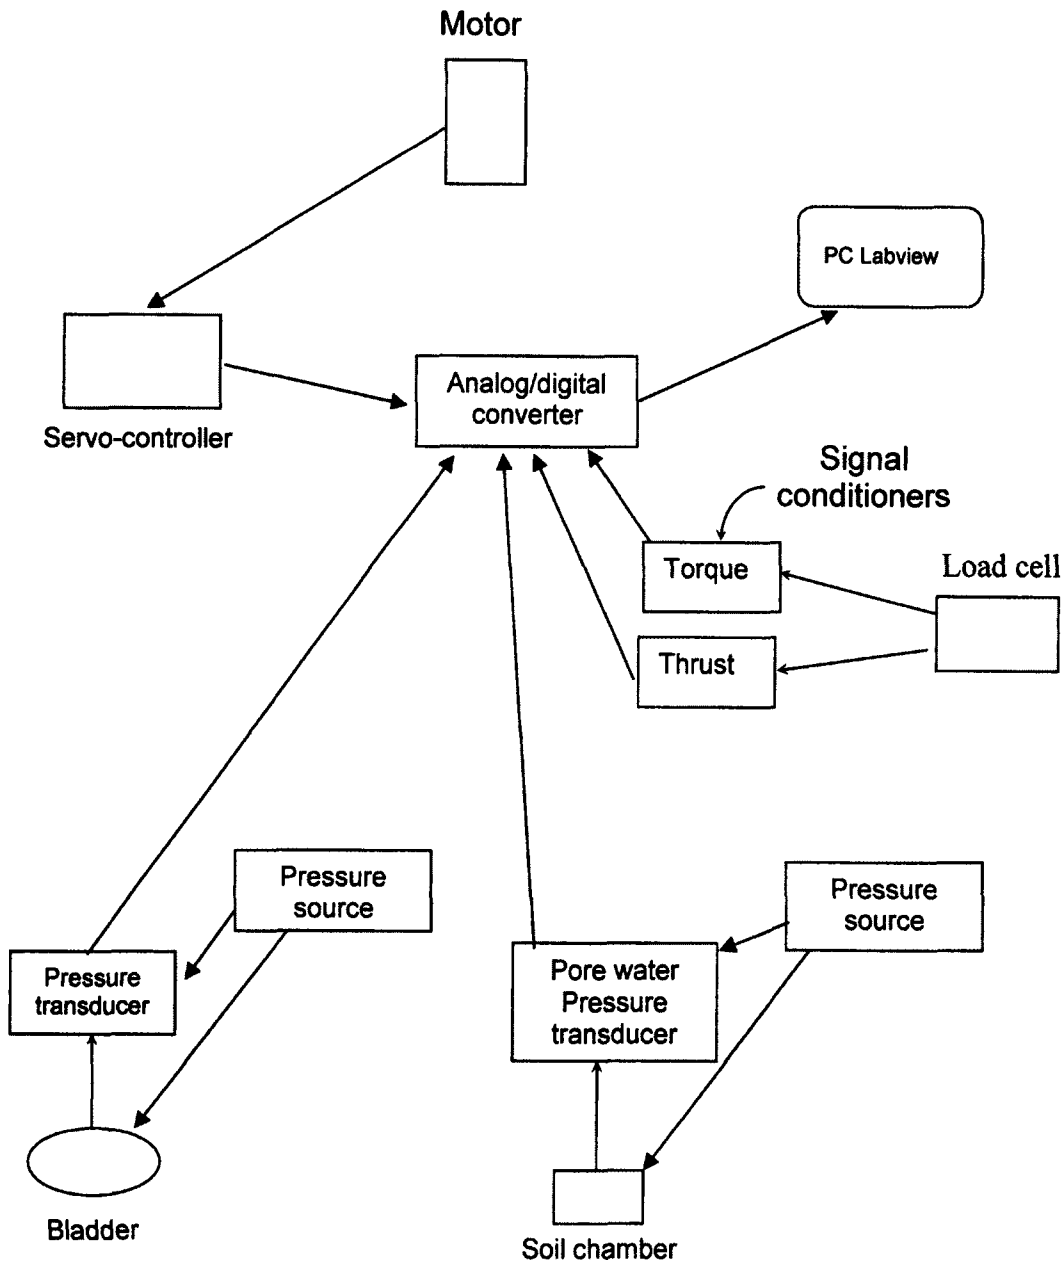 Motor
PC Labview
Analog/digital
converter
Servo-controller
Signal
conditioners
Torque
Load cell
Thrust
Pressure
source
Pressure
source
Pressure
transducer
Pore water
Pressure
transducer
Bladder
Soil chamber